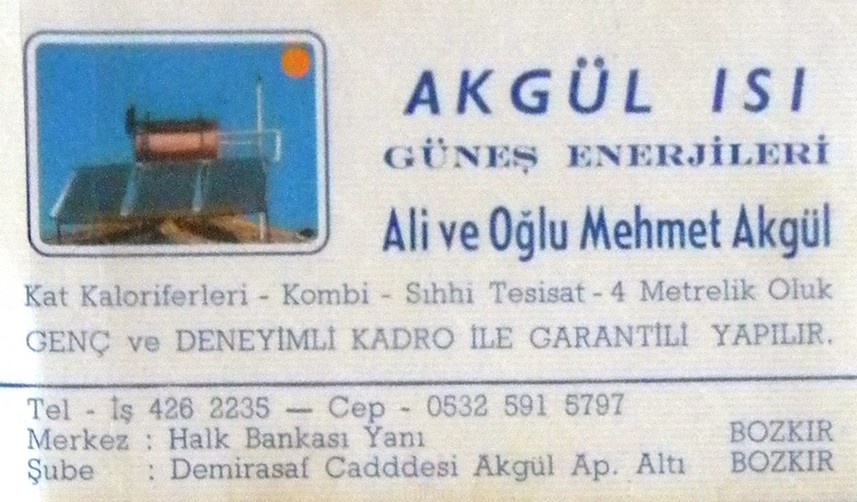 AKGÜL ISI
GÜNEŞ ENERJİLERİ
Ali ve Oğlu Mehmet Akgül
Kat Kaloriferleri - Kombi - Sıhhi Tesisat - 4 Metrelik Oluk
GENÇ ve DENEYİMLİ KADRO İLE GARANTİLİ YAPILIR.
Tel - İş 426 2235 — Cep - 0532 591 5797
Merkez : Halk Bankası Yanı BOZKIR
Şube : Demirasaf Cadddesi Akgül Ap. Altı BOZKIR